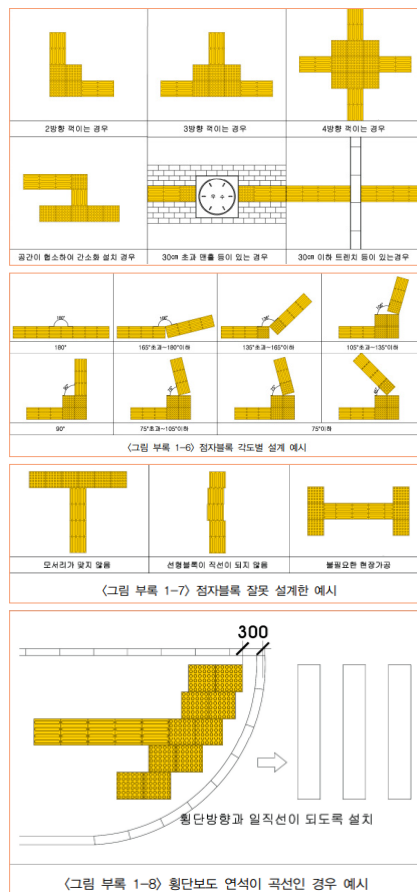 2방향 꺽이는 경우
3방향 꺽이는 경우
4방향 꺽이는 경우
공간이 협소하여 간소화 설치 경우
30㎝ 초과 맨홀 등이 있는 경우
30㎝ 이하 트렌치 등이 있는경우
180°
165°초과~180°이하
135°초과~165°이하
105°초과~135°이하
90°
75°초과~105°이하
75°이하
〈그림 부록 1-6〉 점자블록 각도별 설계 예시
모서리가 맞지 않음
선형블록이 직선이 되지 않음
불필요한 현장가공
〈그림 부록 1-7〉 점자블록 잘못 설계한 예시
300
횡단방향과 일직선이 되도록 설치
〈그림 부록 1-8〉 횡단보도 연석이 곡선인 경우 예시